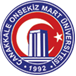 ÇANAKKALE ONSEKİZ MART ÜNİVERSİTESİ
• 1992 •